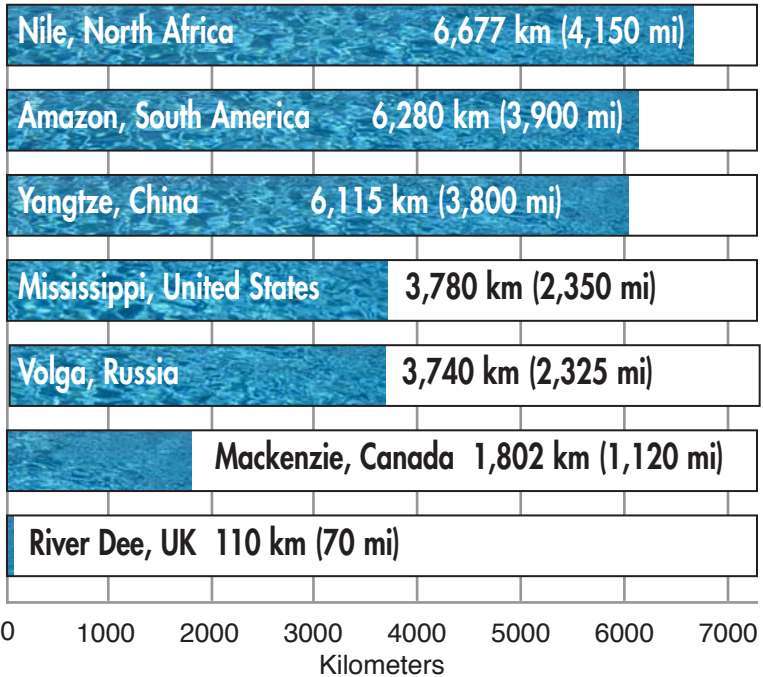 Nile, North Africa 6,677 km (4,150 mi)
Amazon, South America 6,280 km (3,900 mi)
Yangtze, China 6,115 km (3,800 mi)
Mississippi, United States 3,780 km (2,350 mi)
Volga, Russia 3,740 km (2,325 mi)
Mackenzie, Canada 1,802 km (1,120 mi)
River Dee, UK 110 km (70 mi)
0 1000 2000 3000 4000 5000 6000 7000
Kilometers